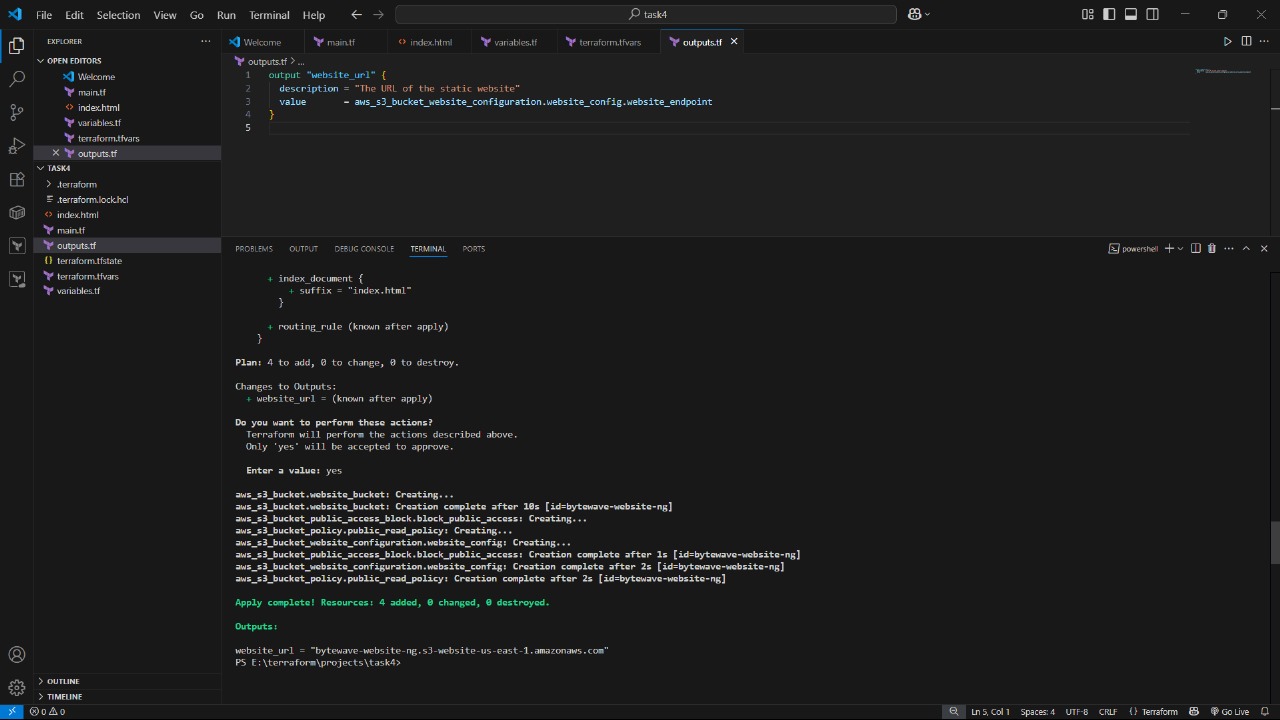 File Edit Selection View Go Run Terminal Help
task4
EXPLORER
OPEN EDITORS
Welcome
main.tf
index.html
variables.tf
terraform.tfvars
outputs.tf
TASK4
.terraform
.terraform.lock.hcl
index.html
main.tf
outputs.tf
terraform.tfstate
terraform.tfvars
variables.tf
OUTLINE
TIMELINE
Welcome main.tf index.html variables.tf terraform.tfvars outputs.tf
outputs.tf > ...
1 output "website_url" {
2 description = "The URL of the static website"
3 value = aws_s3_bucket_website_configuration.website_config.website_endpoint
4 }
5
PROBLEMS OUTPUT DEBUG CONSOLE TERMINAL PORTS
powershell
+ index_document {
+ suffix = "index.html"
}
+ routing_rule (known after apply)
}
Plan: 4 to add, 0 to change, 0 to destroy.
Changes to Outputs:
+ website_url = (known after apply)
Do you want to perform these actions?
Terraform will perform the actions described above.
Only 'yes' will be accepted to approve.
Enter a value: yes
aws_s3_bucket.website_bucket: Creating...
aws_s3_bucket.website_bucket: Creation complete after 10s [id=bytewave-website-ng]
aws_s3_bucket_public_access_block.block_public_access: Creating...
aws_s3_bucket_policy.public_read_policy: Creating...
aws_s3_bucket_website_configuration.website_config: Creating...
aws_s3_bucket_public_access_block.block_public_access: Creation complete after 1s [id=bytewave-website-ng]
aws_s3_bucket_website_configuration.website_config: Creation complete after 2s [id=bytewave-website-ng]
aws_s3_bucket_policy.public_read_policy: Creation complete after 2s [id=bytewave-website-ng]
Apply complete! Resources: 4 added, 0 changed, 0 destroyed.
Outputs:
website_url = "bytewave-website-ng.s3-website-us-east-1.amazonaws.com"
PS E:\terraform\projects\task4>
0 0 Ln 5, Col 1 Spaces: 4 UTF-8 CRLF {} Terraform Go Live